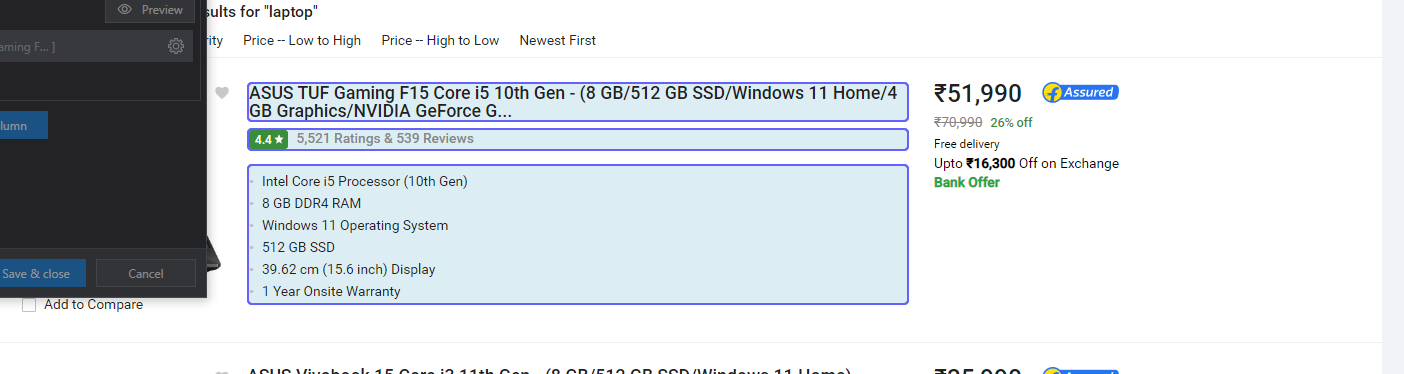 Preview
sults for "laptop"
rity Price -- Low to High Price -- High to Low Newest First
aming F... ]
lumn
ASUS TUF Gaming F15 Core i5 10th Gen - (8 GB/512 GB SSD/Windows 11 Home/4
GB Graphics/NVIDIA GeForce G...
4.4★ 5,521 Ratings & 539 Reviews
Intel Core i5 Processor (10th Gen)
8 GB DDR4 RAM
Windows 11 Operating System
512 GB SSD
39.62 cm (15.6 inch) Display
1 Year Onsite Warranty
₹51,990 Assured
₹70,990 26% off
Free delivery
Upto ₹16,300 Off on Exchange
Bank Offer
Save & close Cancel
Add to Compare
ASUS Vivobook 15 Core i3 11th Gen - (8 GB/512 GB SSD/Windows 11 Home)
Assured